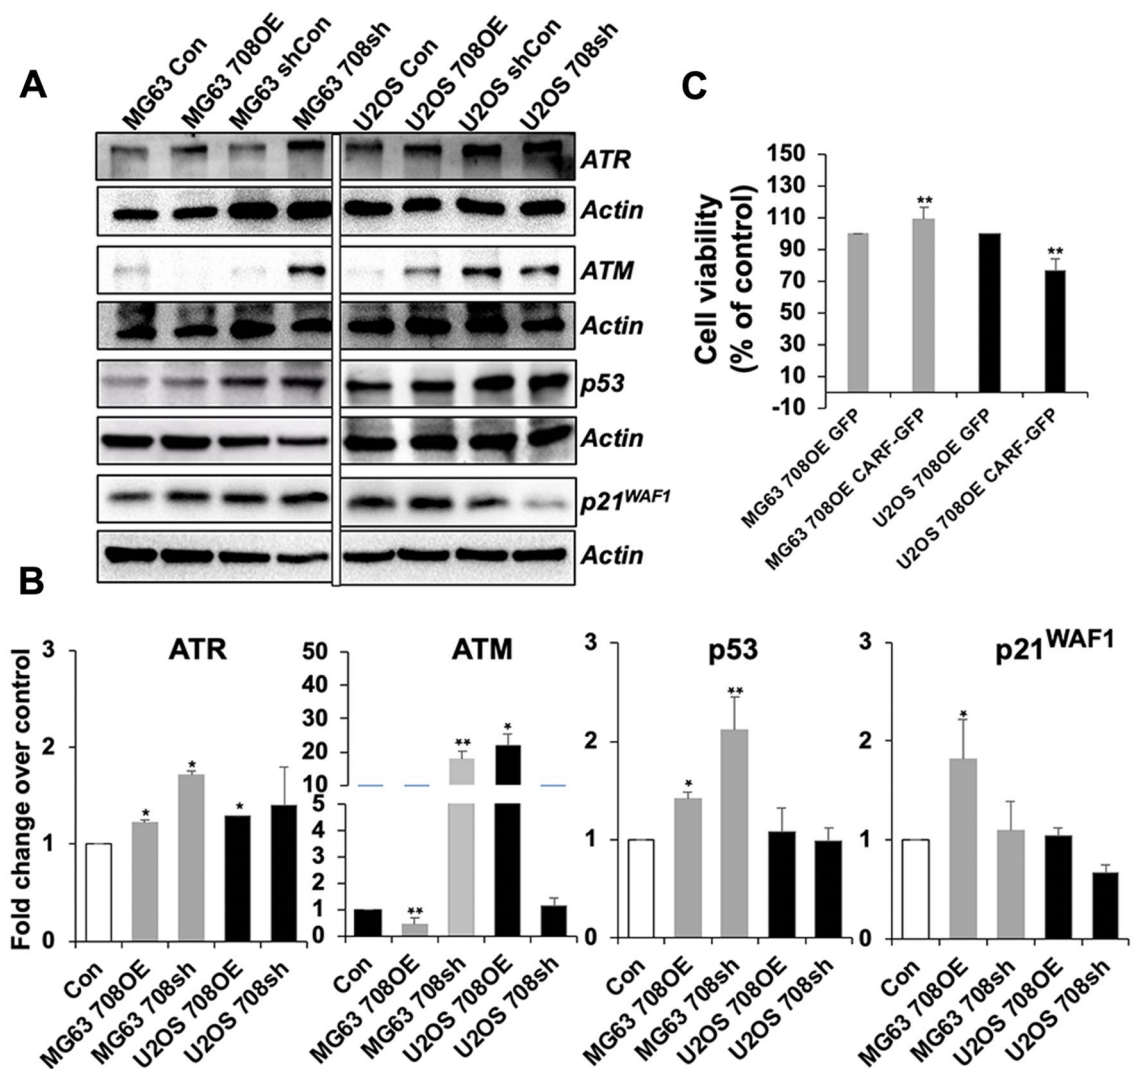 A
MG63 Con
MG63 708OE
MG63 shCon
MG63 708sh
U2OS Con
U2OS 708OE
U2OS shCon
U2OS 708sh
ATR
Actin
ATM
Actin
p53
Actin
p21WAF1
Actin
C
Cell viability
(% of control)
150
130
110
90
70
50
30
10
-10
**
**
MG63 708OE GFP
MG63 708OE CARF-GFP
U2OS 708OE GFP
U2OS 708OE CARF-GFP
B
Fold change over control
ATR
3
2
1
0
*
*
*
Con
MG63 708OE
MG63 708sh
U2OS 708OE
U2OS 708sh
ATM
50
40
30
20
10
5
4
3
2
1
0
**
**
*
Con
MG63 708OE
MG63 708sh
U2OS 708OE
U2OS 708sh
p53
3
2
1
0
*
**
Con
MG63 708OE
MG63 708sh
U2OS 708OE
U2OS 708sh
p21WAF1
3
2
1
0
*
Con
MG63 708OE
MG63 708sh
U2OS 708OE
U2OS 708sh